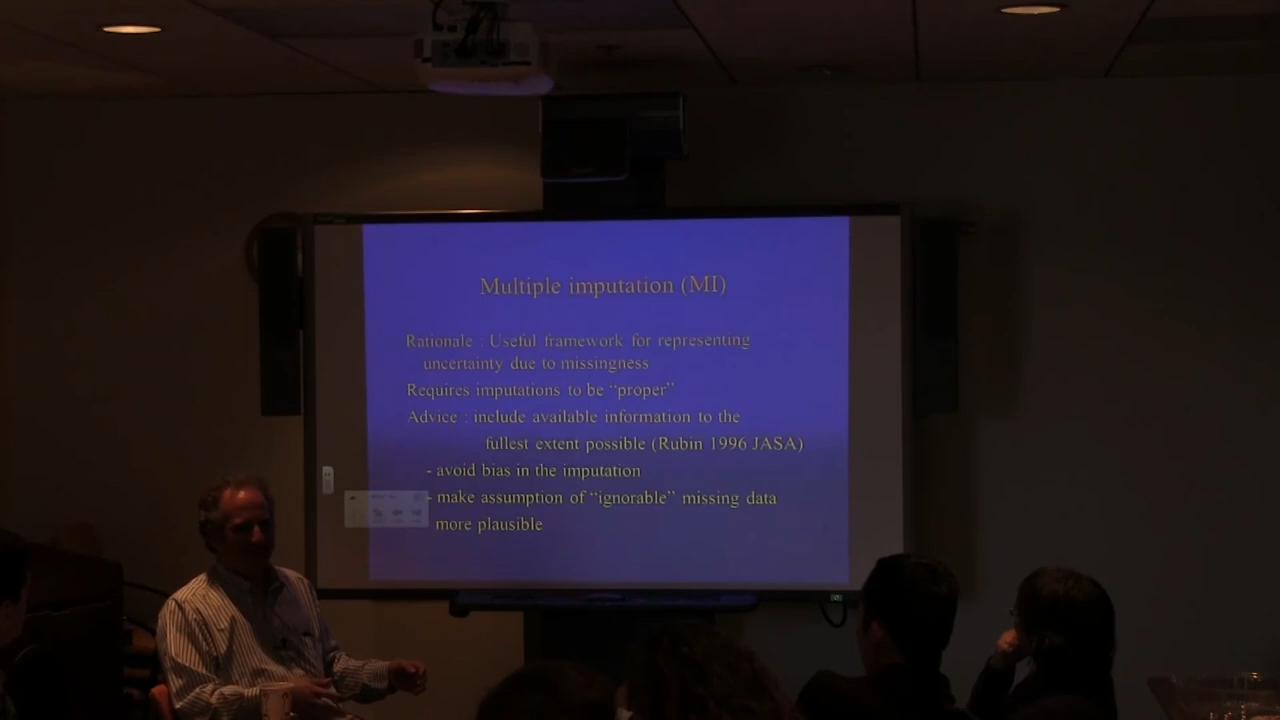 Multiple imputation (MI)
Rationale : Useful framework for representing
uncertainty due to missingness
Requires imputations to be “proper”
Advice : include available information to the
fullest extent possible (Rubin 1996 JASA)
- avoid bias in the imputation
- make assumption of “ignorable” missing data
more plausible